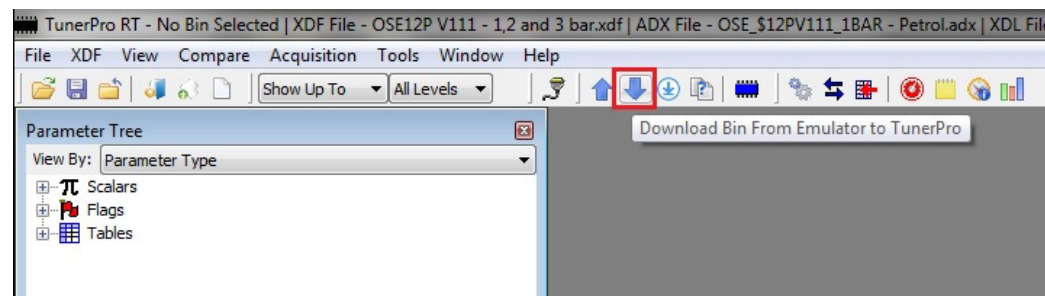 TunerPro RT - No Bin Selected | XDF File - OSE12P V111 - 1,2 and 3 bar.xdf | ADX File - OSE_$12PV111_1BAR - Petrol.adx | XDL File
File XDF View Compare Acquisition Tools Window Help
Show Up To All Levels
Parameter Tree
Download Bin From Emulator to TunerPro
View By: Parameter Type
Scalars
Flags
Tables